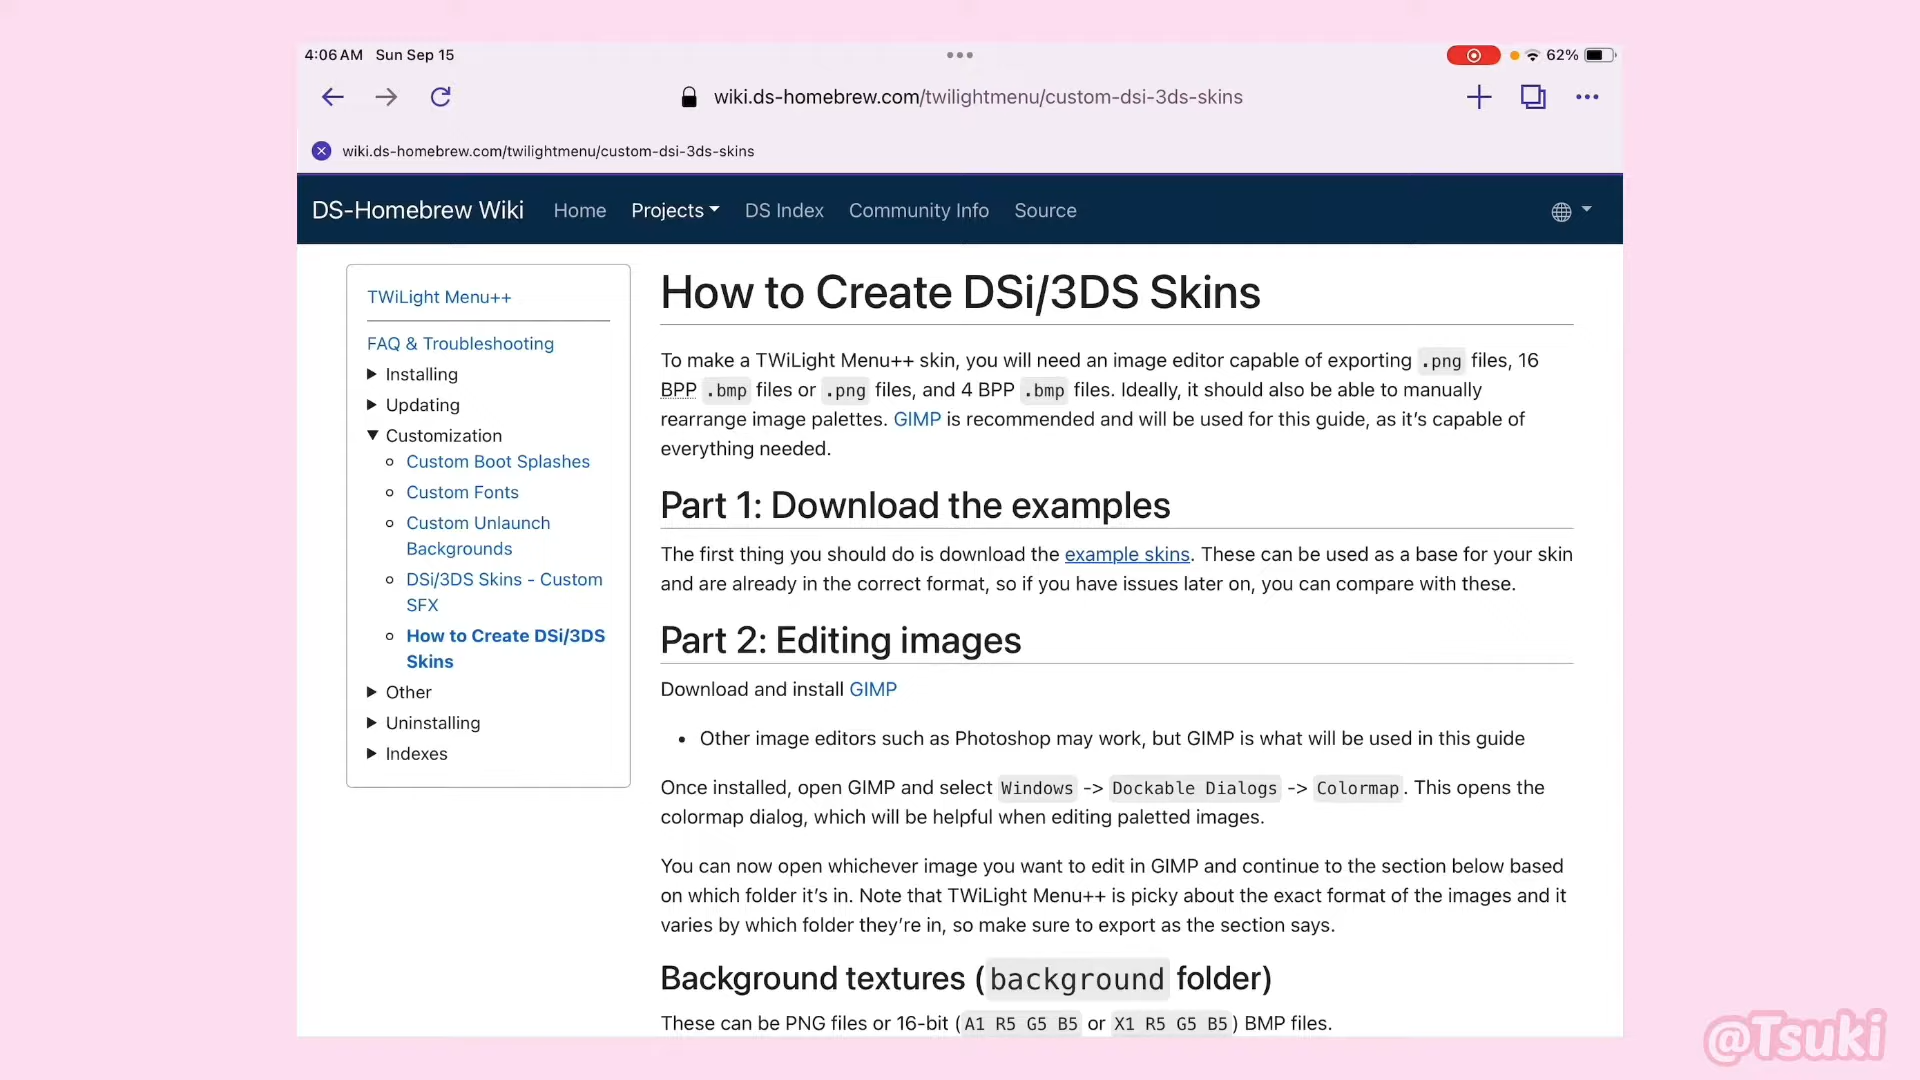 4:06 AM Sun Sep 15
62%
wiki.ds-homebrew.com/twilightmenu/custom-dsi-3ds-skins
wiki.ds-homebrew.com/twilightmenu/custom-dsi-3ds-skins
DS-Homebrew Wiki Home Projects DS Index Community Info Source
TWiLight Menu++
FAQ & Troubleshooting
Installing
Updating
Customization
Custom Boot Splashes
Custom Fonts
Custom Unlaunch
Backgrounds
DSi/3DS Skins - Custom
SFX
How to Create DSi/3DS
Skins
Other
Uninstalling
Indexes
How to Create DSi/3DS Skins
To make a TWiLight Menu++ skin, you will need an image editor capable of exporting .png files, 16
BPP .bmp files or .png files, and 4 BPP .bmp files. Ideally, it should also be able to manually
rearrange image palettes. GIMP is recommended and will be used for this guide, as it’s capable of
everything needed.
Part 1: Download the examples
The first thing you should do is download the example skins. These can be used as a base for your skin
and are already in the correct format, so if you have issues later on, you can compare with these.
Part 2: Editing images
Download and install GIMP
Other image editors such as Photoshop may work, but GIMP is what will be used in this guide
Once installed, open GIMP and select Windows -> Dockable Dialogs -> Colormap. This opens the
colormap dialog, which will be helpful when editing paletted images.
You can now open whichever image you want to edit in GIMP and continue to the section below based
on which folder it’s in. Note that TWiLight Menu++ is picky about the exact format of the images and it
varies by which folder they’re in, so make sure to export as the section says.
Background textures (background folder)
These can be PNG files or 16-bit (A1 R5 G5 B5 or X1 R5 G5 B5) BMP files.
@Tsuki